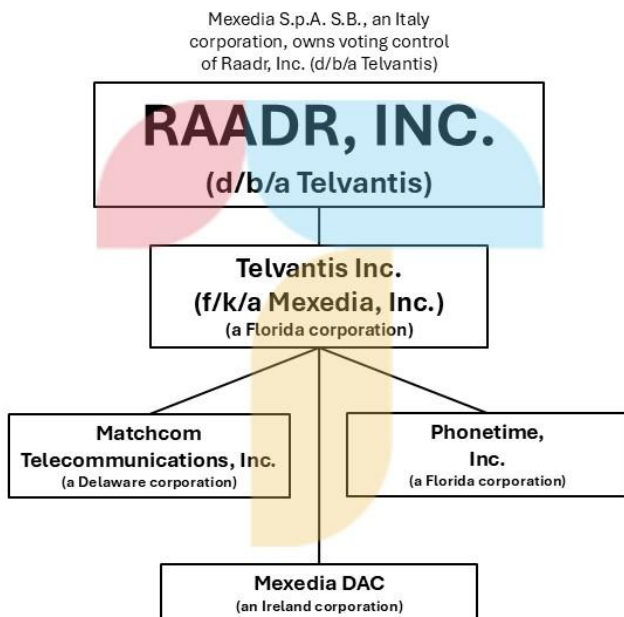 Mexedia S.p.A. S.B., an Italy
corporation, owns voting control
of Raadr, Inc. (d/b/a Telvantis)
RAADR, INC.
(d/b/a Telvantis)
Telvantis Inc.
(f/k/a Mexedia, Inc.)
(a Florida corporation)
Matchcom
Telecommunications, Inc.
(a Delaware corporation)
Phonetime,
Inc.
(a Florida corporation)
Mexedia DAC
(an Ireland corporation)